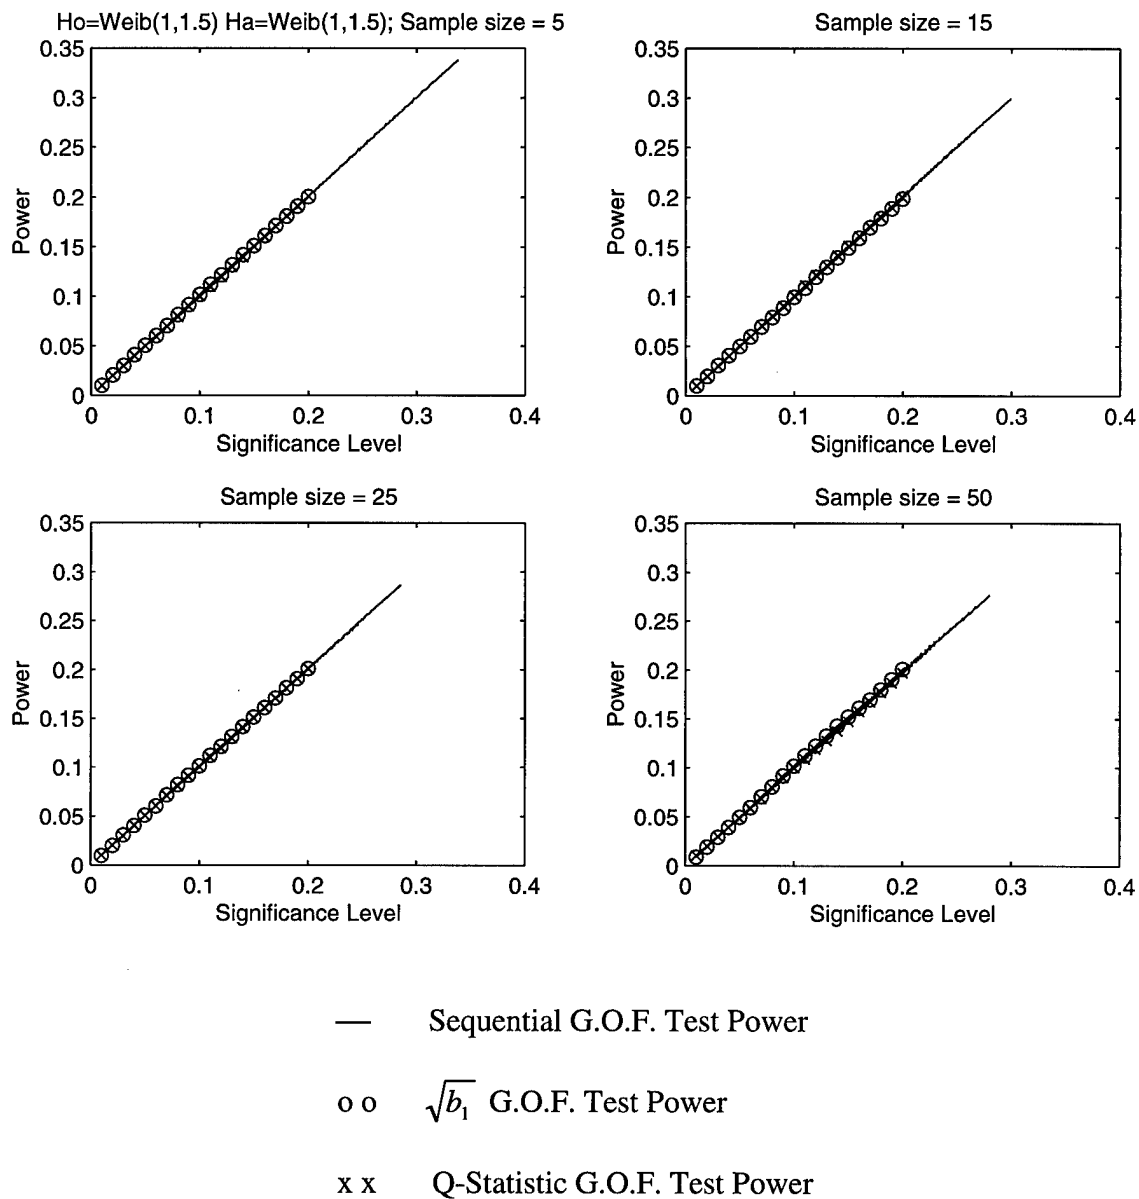 Ho=Weib(1,1.5) Ha=Weib(1,1.5); Sample size = 5
0.35
0.3
0.25
0.2
0.15
0.1
0.05
0
Power
0 0.1 0.2 0.3 0.4
Significance Level
Sample size = 15
0.35
0.3
0.25
0.2
0.15
0.1
0.05
0
Power
0 0.1 0.2 0.3 0.4
Significance Level
Sample size = 25
0.35
0.3
0.25
0.2
0.15
0.1
0.05
0
Power
0 0.1 0.2 0.3 0.4
Significance Level
Sample size = 50
0.35
0.3
0.25
0.2
0.15
0.1
0.05
0
Power
0 0.1 0.2 0.3 0.4
Significance Level
— Sequential G.O.F. Test Power
o o √b₁ G.O.F. Test Power
x x Q-Statistic G.O.F. Test Power